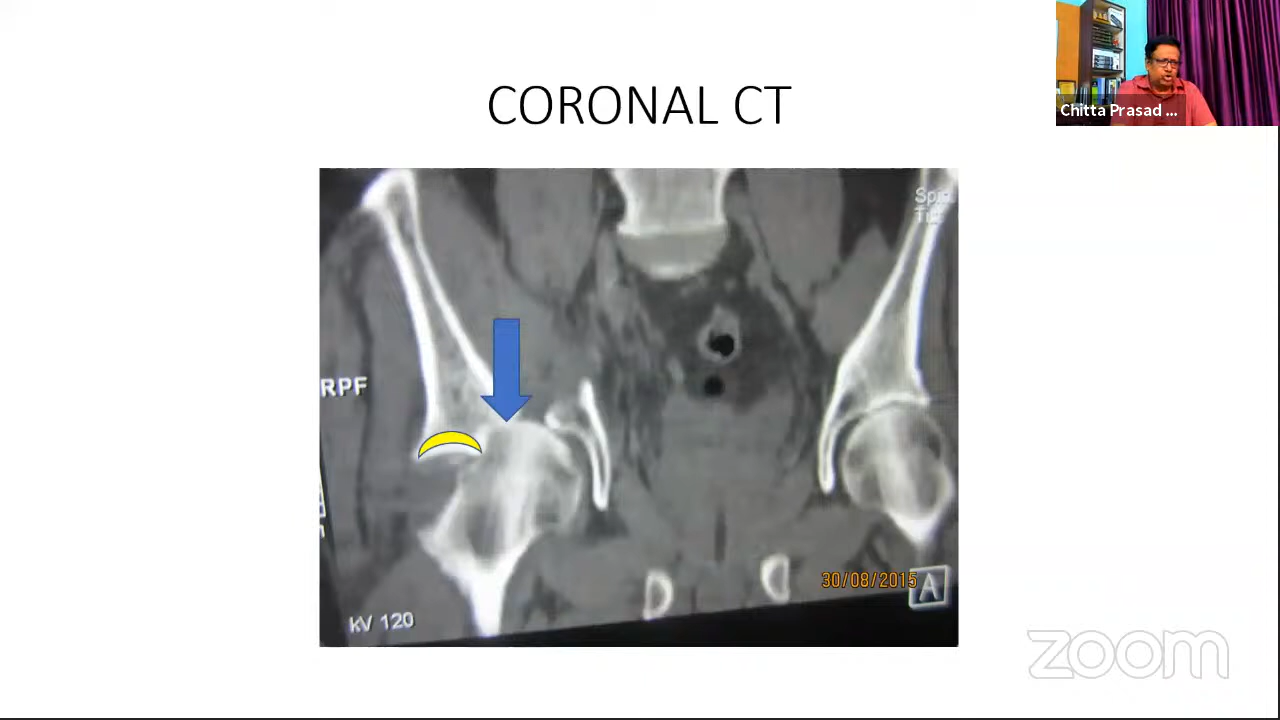 CORONAL CT
Chitta Prasad ...
RPF
30/08/2015
A
kV 120
zoom